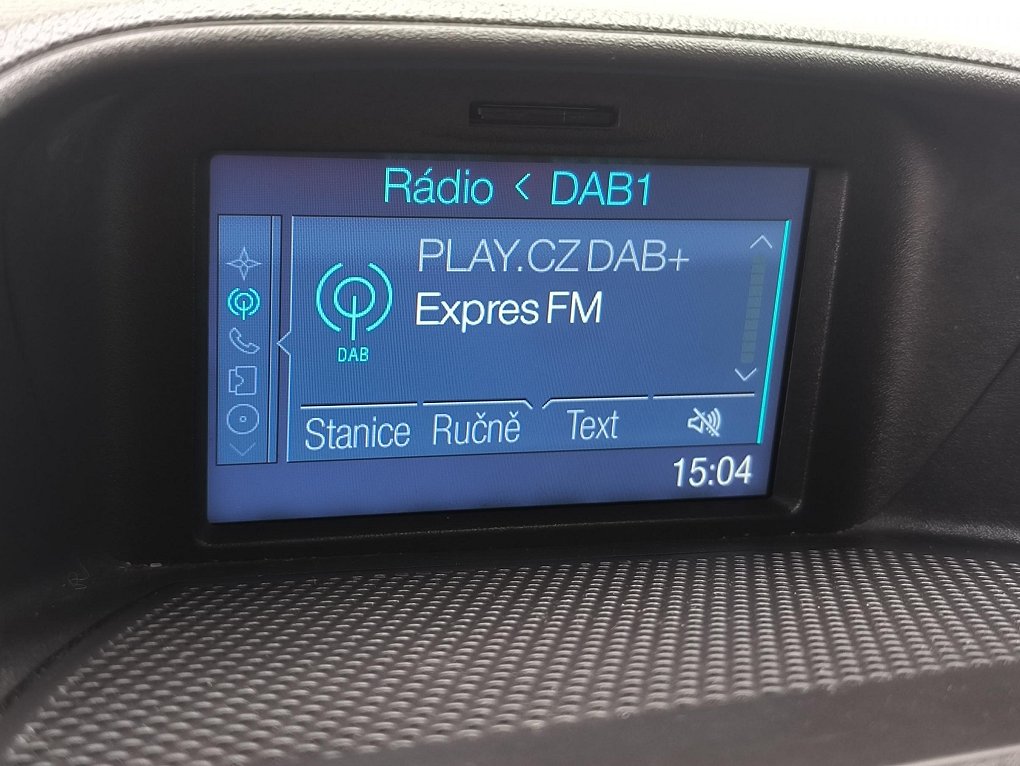 Rádio < DAB1
PLAY.CZ DAB+
Expres FM
DAB
Stanice Ručně Text
15:04